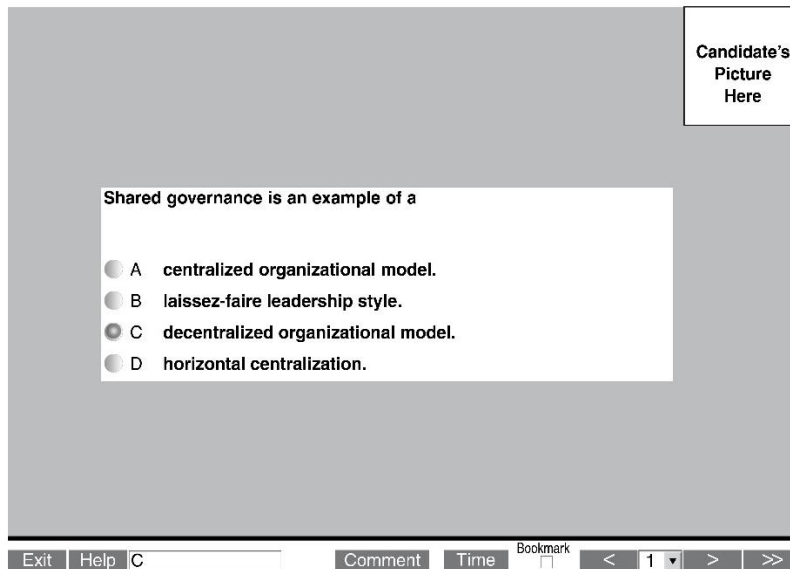 Candidate's
Picture
Here
Shared governance is an example of a
A centralized organizational model.
B laissez-faire leadership style.
C decentralized organizational model.
D horizontal centralization.
Exit Help C Comment Time Bookmark < 1 > >>